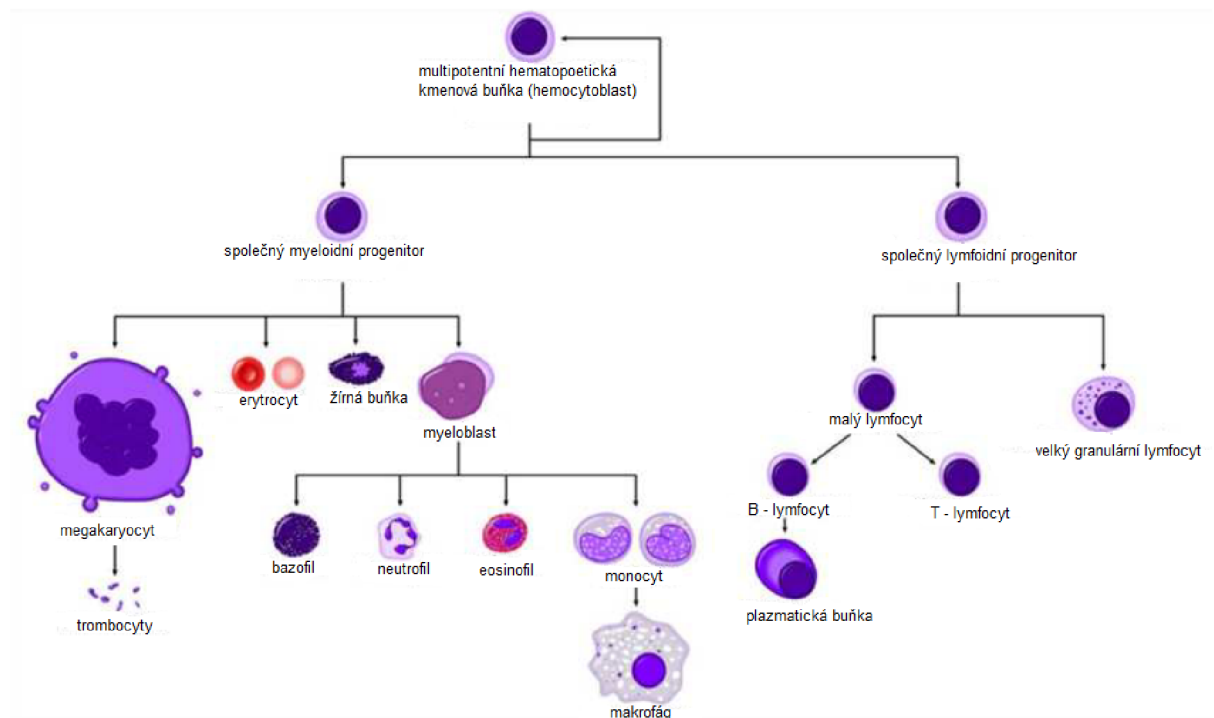 multipotentní hematopoetická
kmenová buňka (hemocytoblast)
společný myeloidní progenitor
společný lymfoidní progenitor
erytrocyt
žírná buňka
myeloblast
malý lymfocyt
velký granulární lymfocyt
megakaryocyt
B - lymfocyt
T - lymfocyt
bazofil
neutrofil
eosinofil
monocyt
plazmatická buňka
trombocyty
makrofág